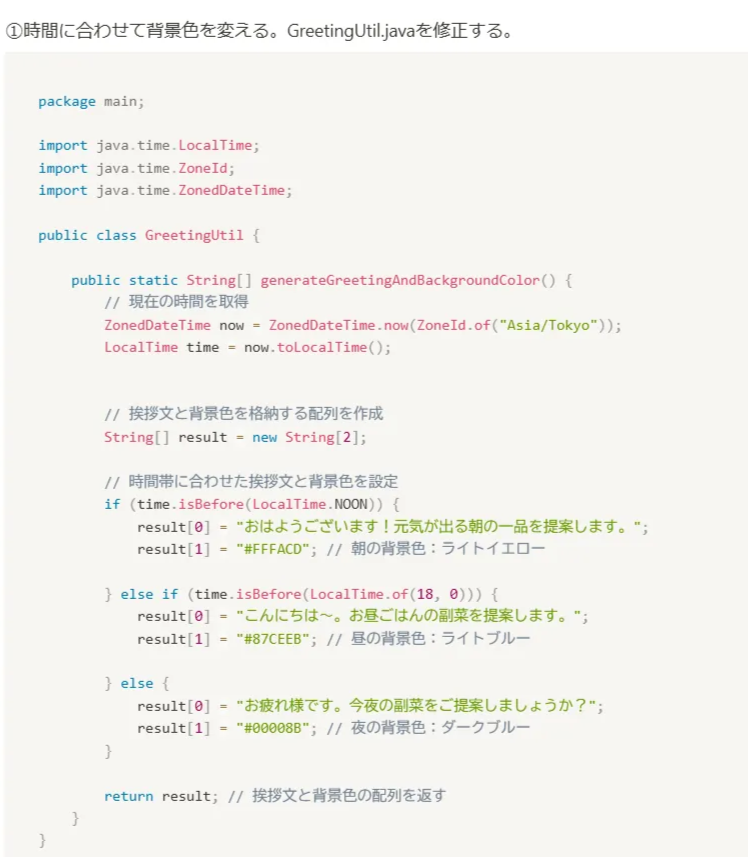 ①時間に合わせて背景色を変える。GreetingUtil.javaを修正する。
package main;
import java.time.LocalTime;
import java.time.ZoneId;
import java.time.ZonedDateTime;
public class GreetingUtil {
public static String[] generateGreetingAndBackgroundColor() {
// 現在の時間を取得
ZonedDateTime now = ZonedDateTime.now(ZoneId.of("Asia/Tokyo"));
LocalTime time = now.toLocalTime();
// 挨拶文と背景色を格納する配列を作成
String[] result = new String[2];
// 時間帯に合わせた挨拶文と背景色を設定
if (time.isBefore(LocalTime.NOON)) {
result[0] = "おはようございます！元気が出る朝の一品を提案します。";
result[1] = "#FFFACD"; // 朝の背景色：ライトイエロー
} else if (time.isBefore(LocalTime.of(18, 0))) {
result[0] = "こんにちは〜。お昼ごはんの副菜を提案します。";
result[1] = "#87CEEB"; // 昼の背景色：ライトブルー
} else {
result[0] = "お疲れ様です。今夜の副菜をご提案しましょうか？";
result[1] = "#00008B"; // 夜の背景色：ダークブルー
}
return result; // 挨拶文と背景色の配列を返す
}
}